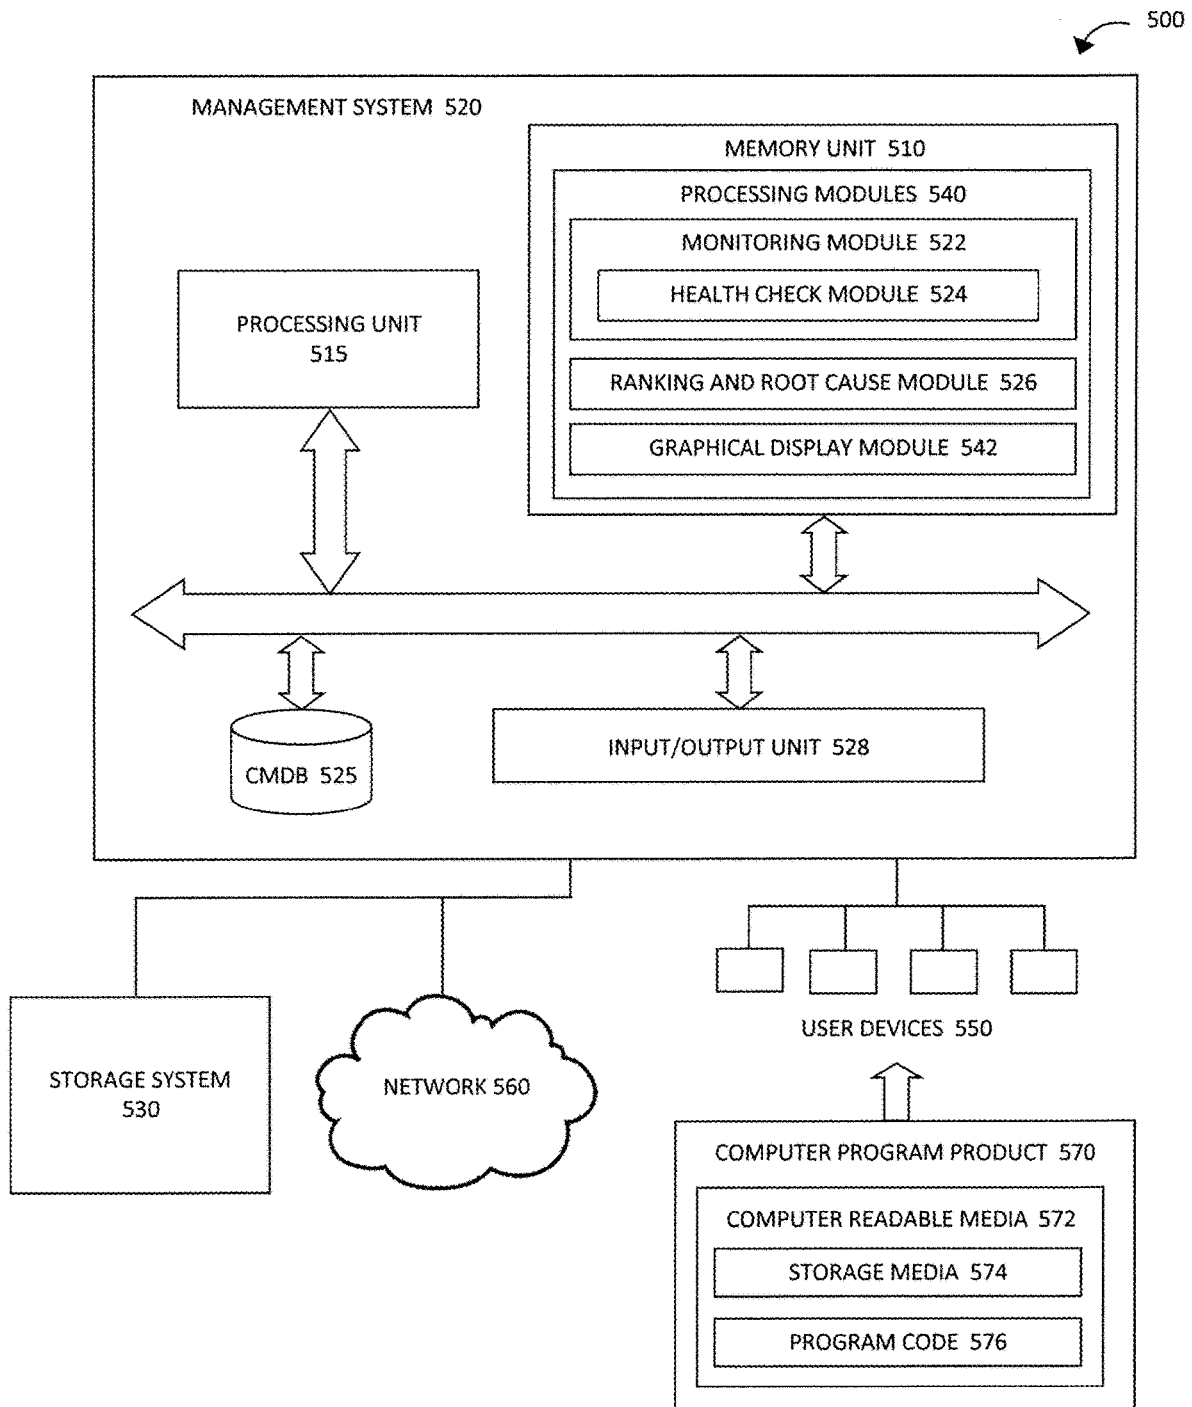 500
MANAGEMENT SYSTEM 520
MEMORY UNIT 510
PROCESSING MODULES 540
MONITORING MODULE 522
HEALTH CHECK MODULE 524
PROCESSING UNIT
515
RANKING AND ROOT CAUSE MODULE 526
GRAPHICAL DISPLAY MODULE 542
CMDB 525
INPUT/OUTPUT UNIT 528
USER DEVICES 550
STORAGE SYSTEM
530
NETWORK 560
COMPUTER PROGRAM PRODUCT 570
COMPUTER READABLE MEDIA 572
STORAGE MEDIA 574
PROGRAM CODE 576